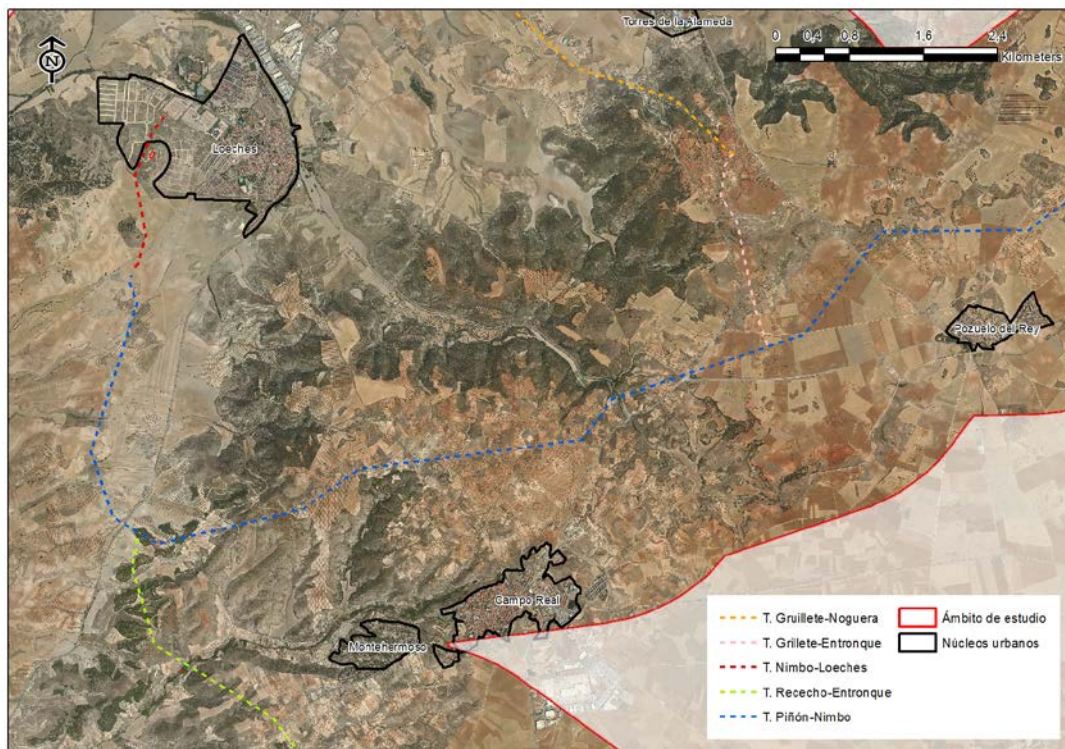 Torres de la Alameda
0 0,4 0,8 1,6 2,4
Kilometers
N
Loeches
Pozuelo del Rey
Campo Real
Montehermoso
T. Gruillete-Noguera
T. Grillete-Entronque
T. Nimbo-Loeches
T. Rececho-Entronque
T. Piñón-Nimbo
Ámbito de estudio
Núcleos urbanos